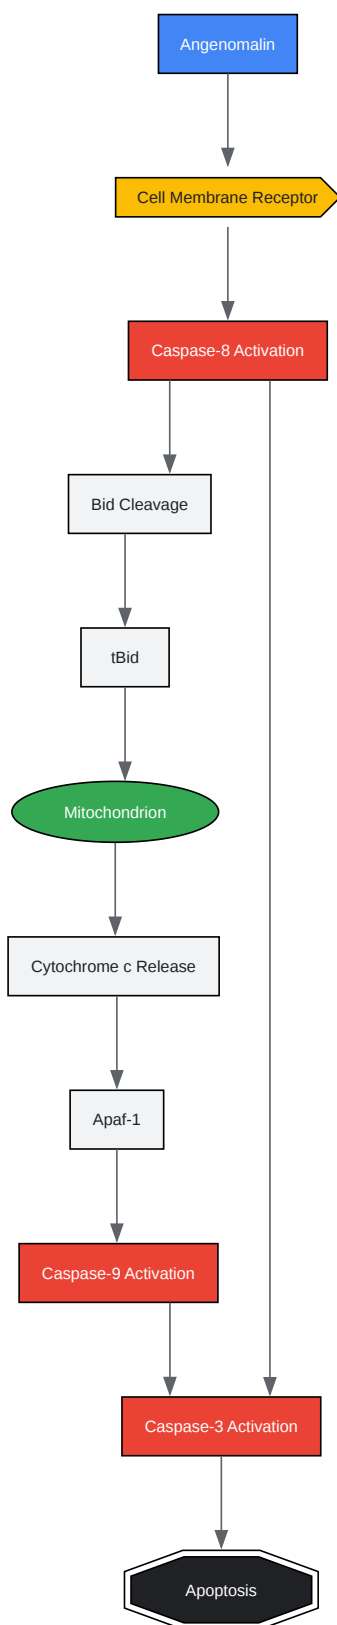 Angenomalin
Cell Membrane Receptor
Caspase-8 Activation
Bid Cleavage
tBid
Mitochondrion
Cytochrome c Release
Apaf-1
Caspase-9 Activation
Caspase-3 Activation
Apoptosis